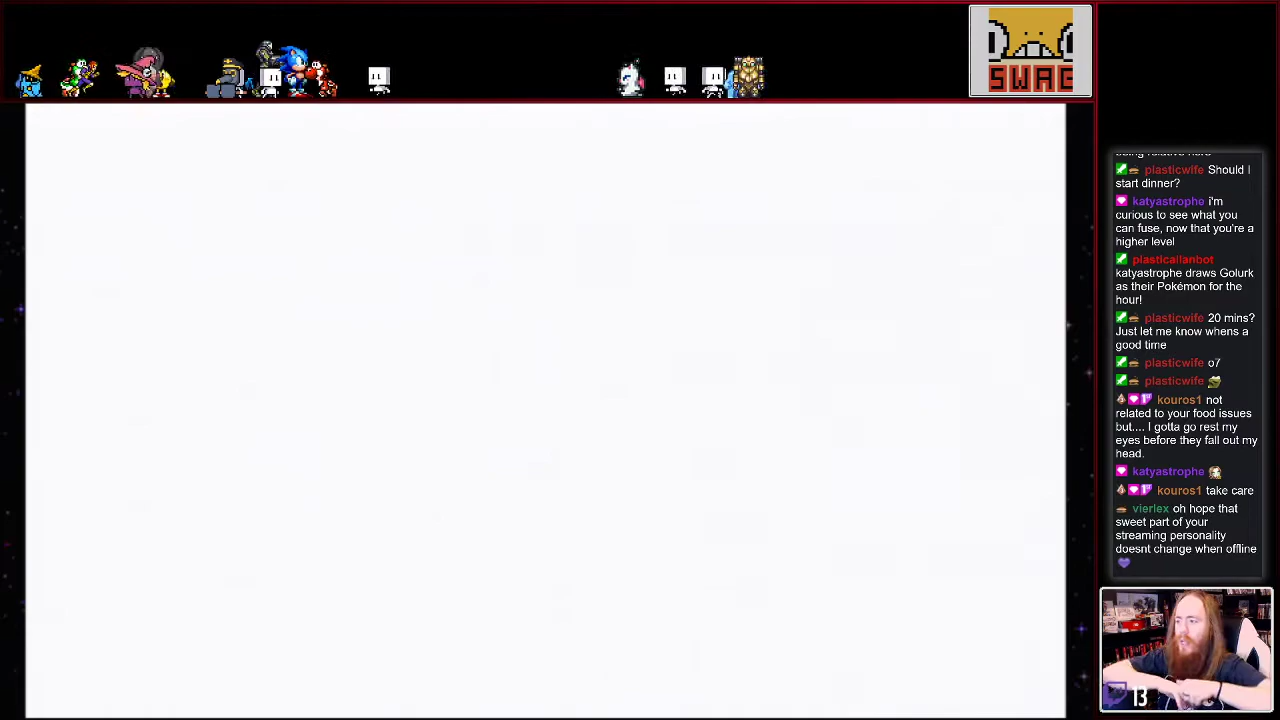 SWAG
plasticwife Should I
start dinner?
katyastrophe i'm
curious to see what you
can fuse, now that you're a
higher level
plasticallanbot
katyastrophe draws Golurk
as their Pokémon for the
hour!
plasticwife 20 mins?
Just let me know whens a
good time
plasticwife o7
plasticwife
kouros1 not
related to your food issues
but.... I gotta go rest my
eyes before they fall out my
head.
katyastrophe
kouros1 take care
vierlex oh hope that
sweet part of your
streaming personality
doesnt change when offline
13